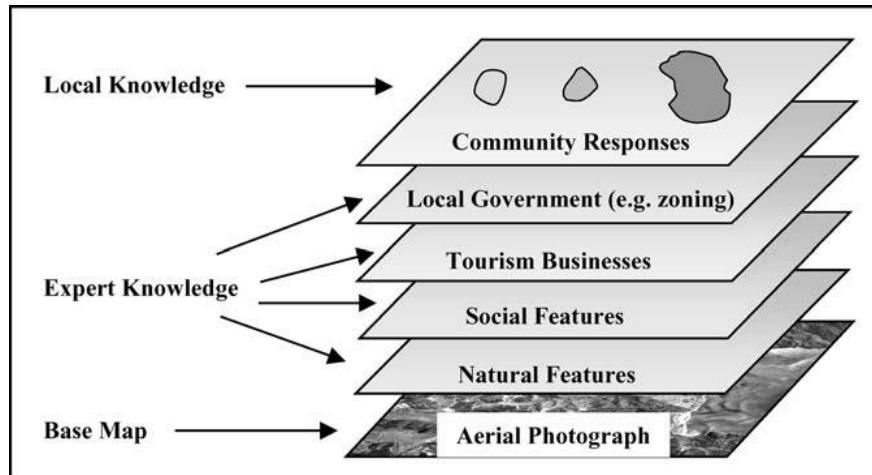 Local Knowledge
Community Responses
Local Government (e.g. zoning)
Tourism Businesses
Expert Knowledge
Social Features
Natural Features
Base Map
Aerial Photograph